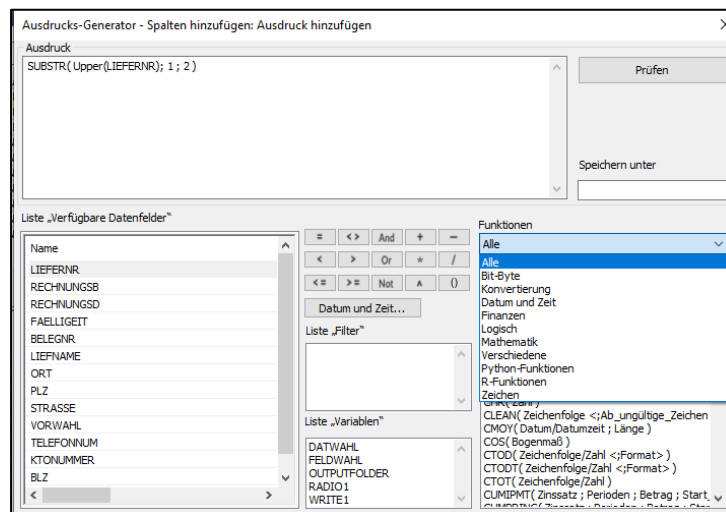 Ausdrucks-Generator - Spalten hinzufügen: Ausdruck hinzufügen
Ausdruck
SUBSTR( Upper(LIEFERNR); 1 ; 2 )
Prüfen
Speichern unter
Liste „Verfügbare Datenfelder“
Name
LIEFERNR
RECHNUNGSB
RECHNUNGSD
FAELLIGEIT
BELEGNR
LIEFNAME
ORT
PLZ
STRASSE
VORWAHL
TELEFONNUM
KTONUMMER
BLZ
= <> And + −
< > Or * /
<= >= Not ^ ()
Datum und Zeit...
Liste „Filter“
Liste „Variablen“
DATWAHL
FELDWAHL
OUTPUTFOLDER
RADIO1
WRITE1
Funktionen
Alle
Alle
Bit-Byte
Konvertierung
Datum und Zeit
Finanzen
Logisch
Mathematik
Verschiedene
Python-Funktionen
R-Funktionen
Zeichen
CHR( Zahl )
CLEAN( Zeichenfolge <;Ab_ungültige_Zeichen
CMOY( Datum/Datumzeit ; Länge )
COS( Bogenmaß )
CTOD( Zeichenfolge/Zahl <;Format> )
CTODT( Zeichenfolge/Zahl <;Format> )
CTOT( Zeichenfolge/Zahl )
CUMIPMT( Zinssatz ; Perioden ; Betrag ; Start_